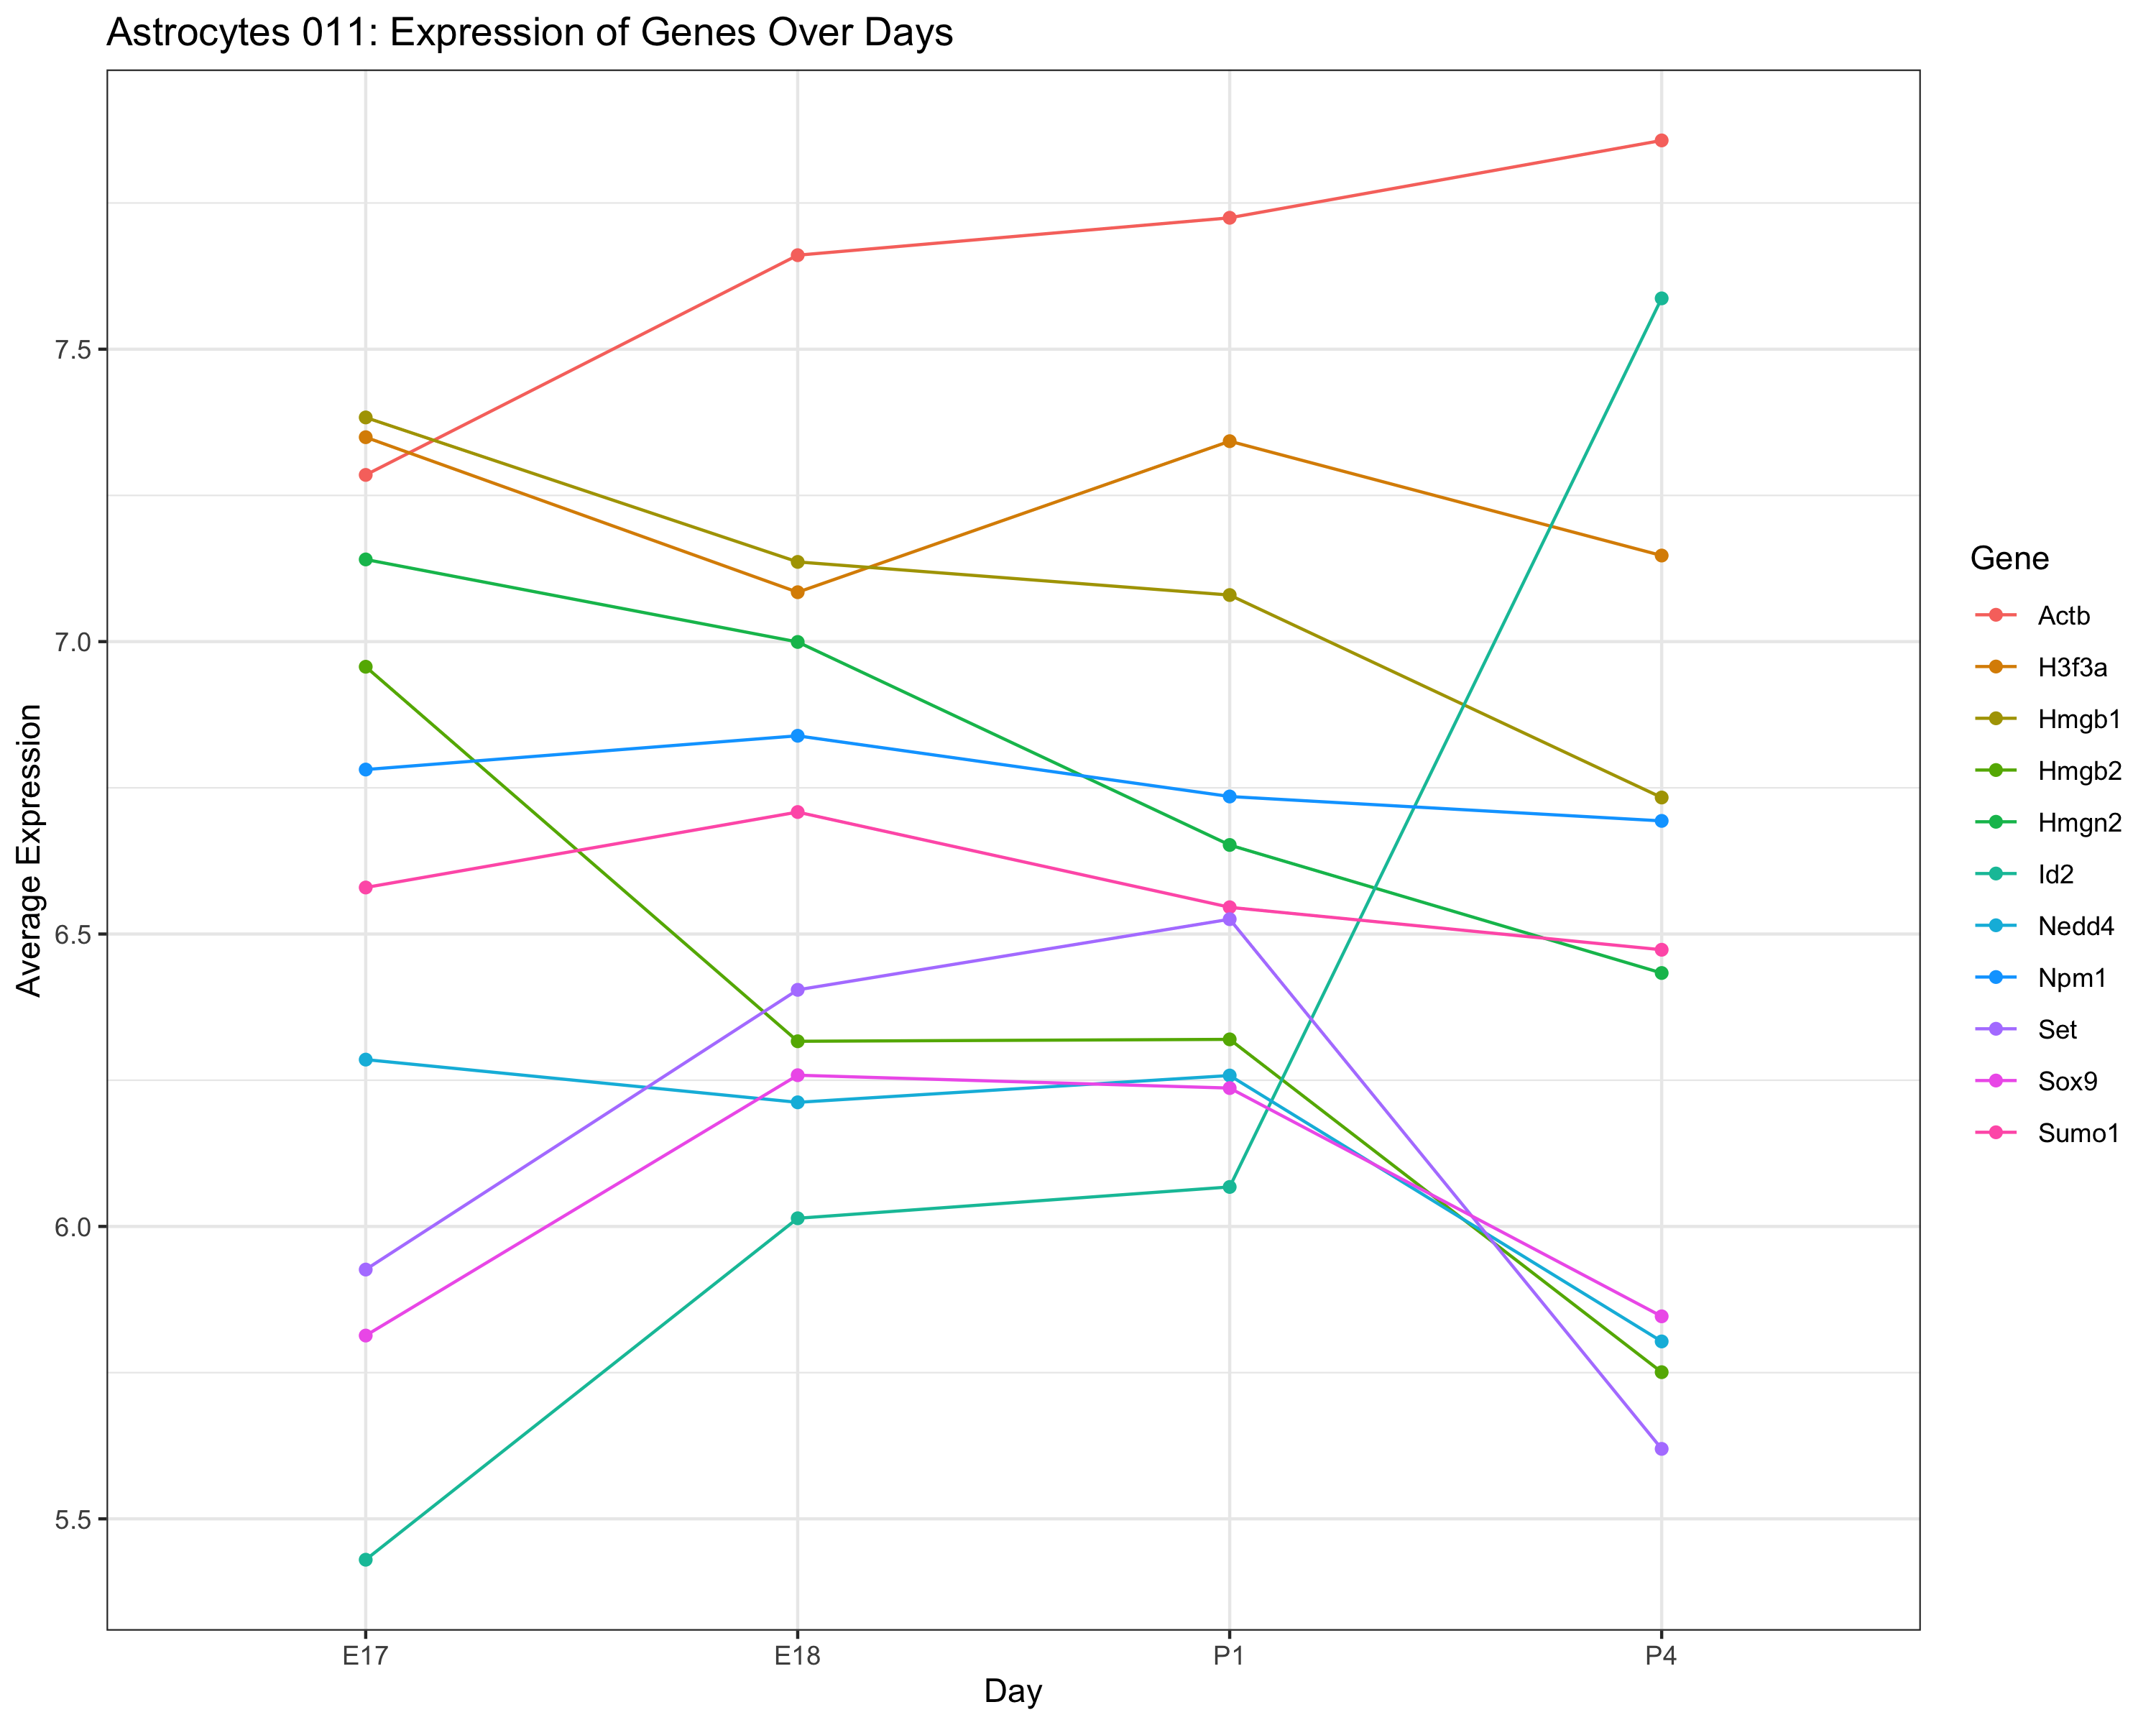 Astrocytes 011: Expression of Genes Over Days
Average Expression
7.5
7.0
6.5
6.0
5.5
E17
E18
P1
P4
Day
Gene
Actb
H3f3a
Hmgb1
Hmgb2
Hmgn2
Id2
Nedd4
Npm1
Set
Sox9
Sumo1